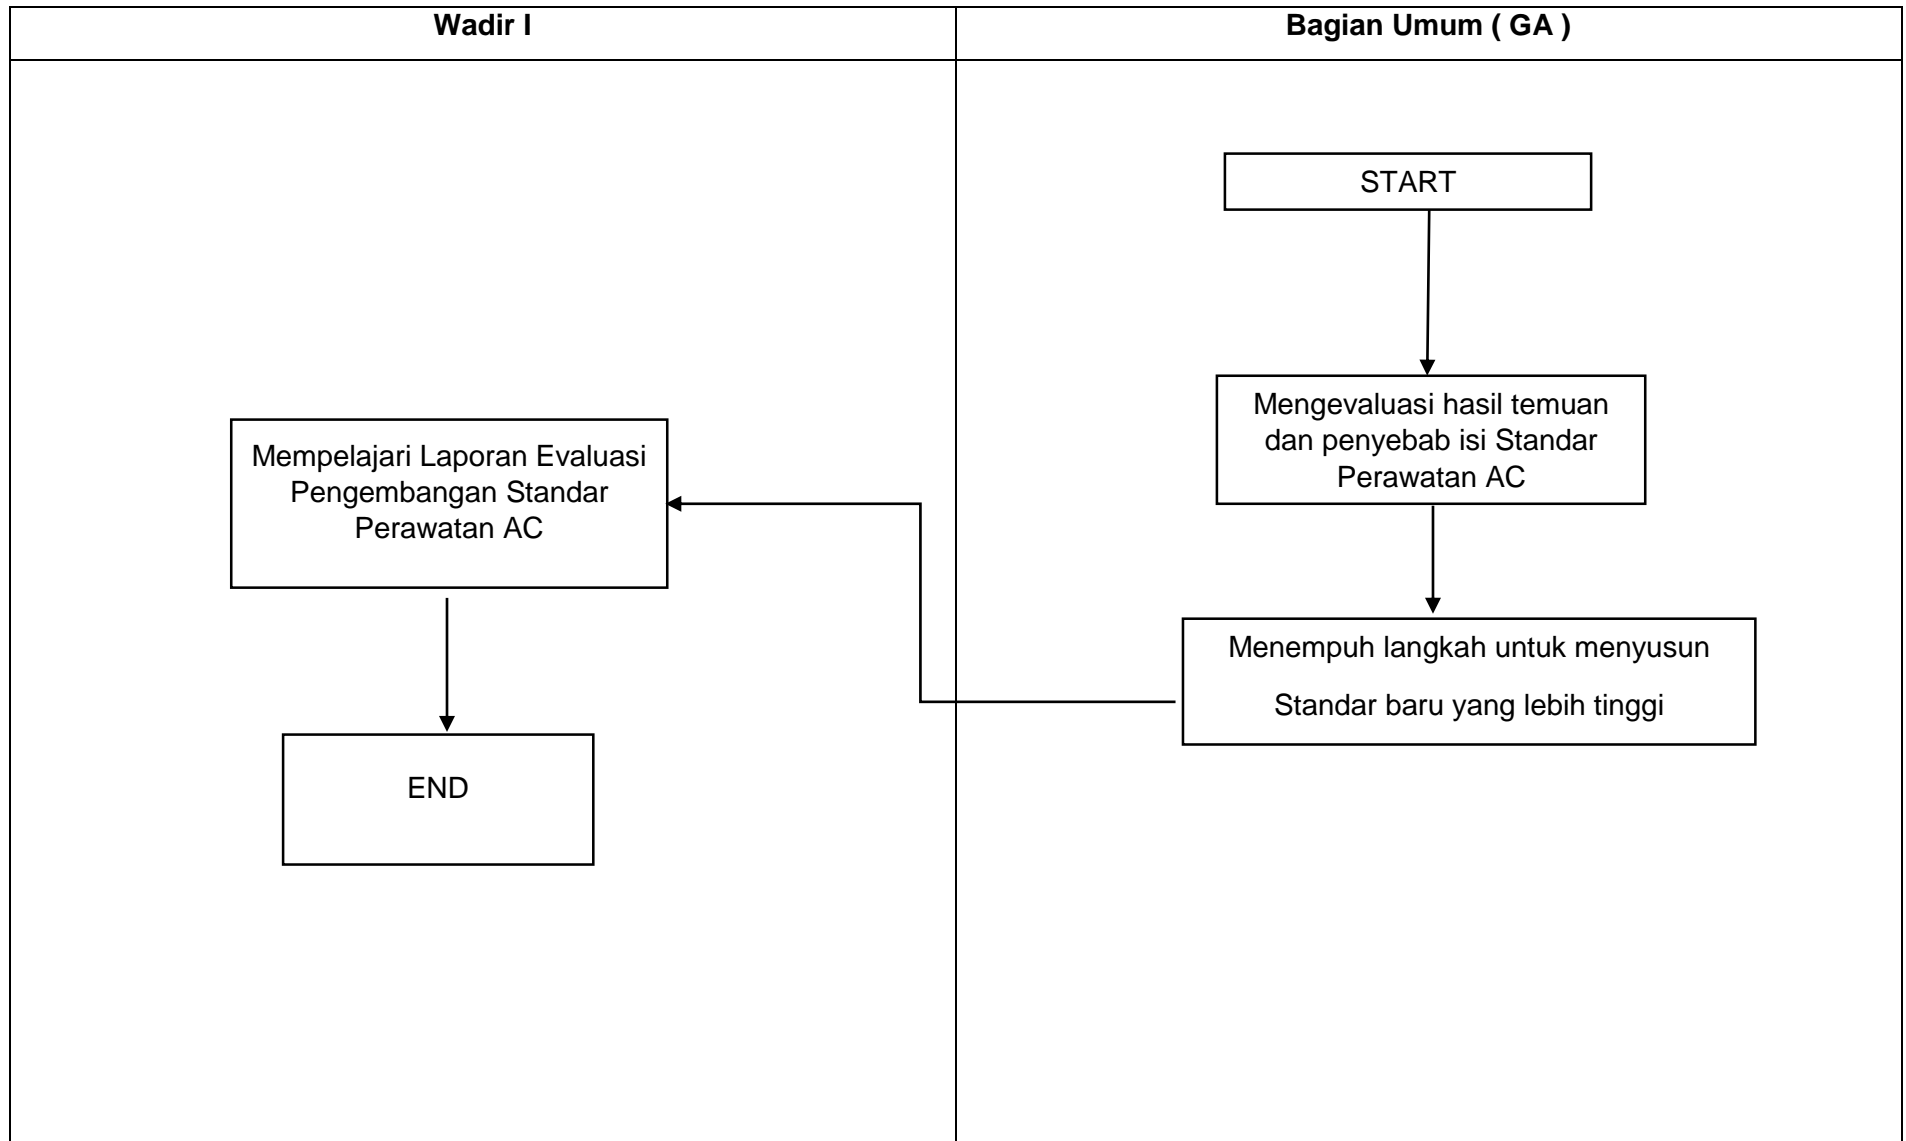 Wadir I
Bagian Umum ( GA )
START
Mengevaluasi hasil temuan
dan penyebab isi Standar
Perawatan AC
Menempuh langkah untuk menyusun
Standar baru yang lebih tinggi
Mempelajari Laporan Evaluasi
Pengembangan Standar
Perawatan AC
END